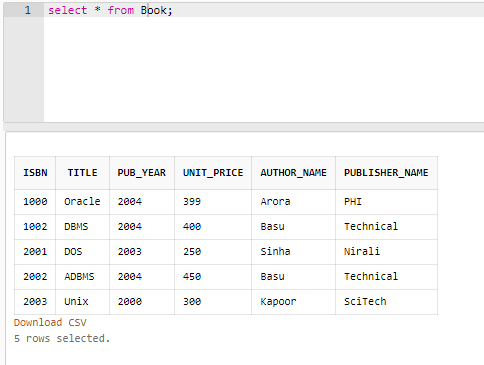 1 select * from Book;
ISBN TITLE PUB_YEAR UNIT_PRICE AUTHOR_NAME PUBLISHER_NAME
1000 Oracle 2004 399 Arora PHI
1002 DBMS 2004 400 Basu Technical
2001 DOS 2003 250 Sinha Nirali
2002 ADBMS 2004 450 Basu Technical
2003 Unix 2000 300 Kapoor SciTech
Download CSV
5 rows selected.